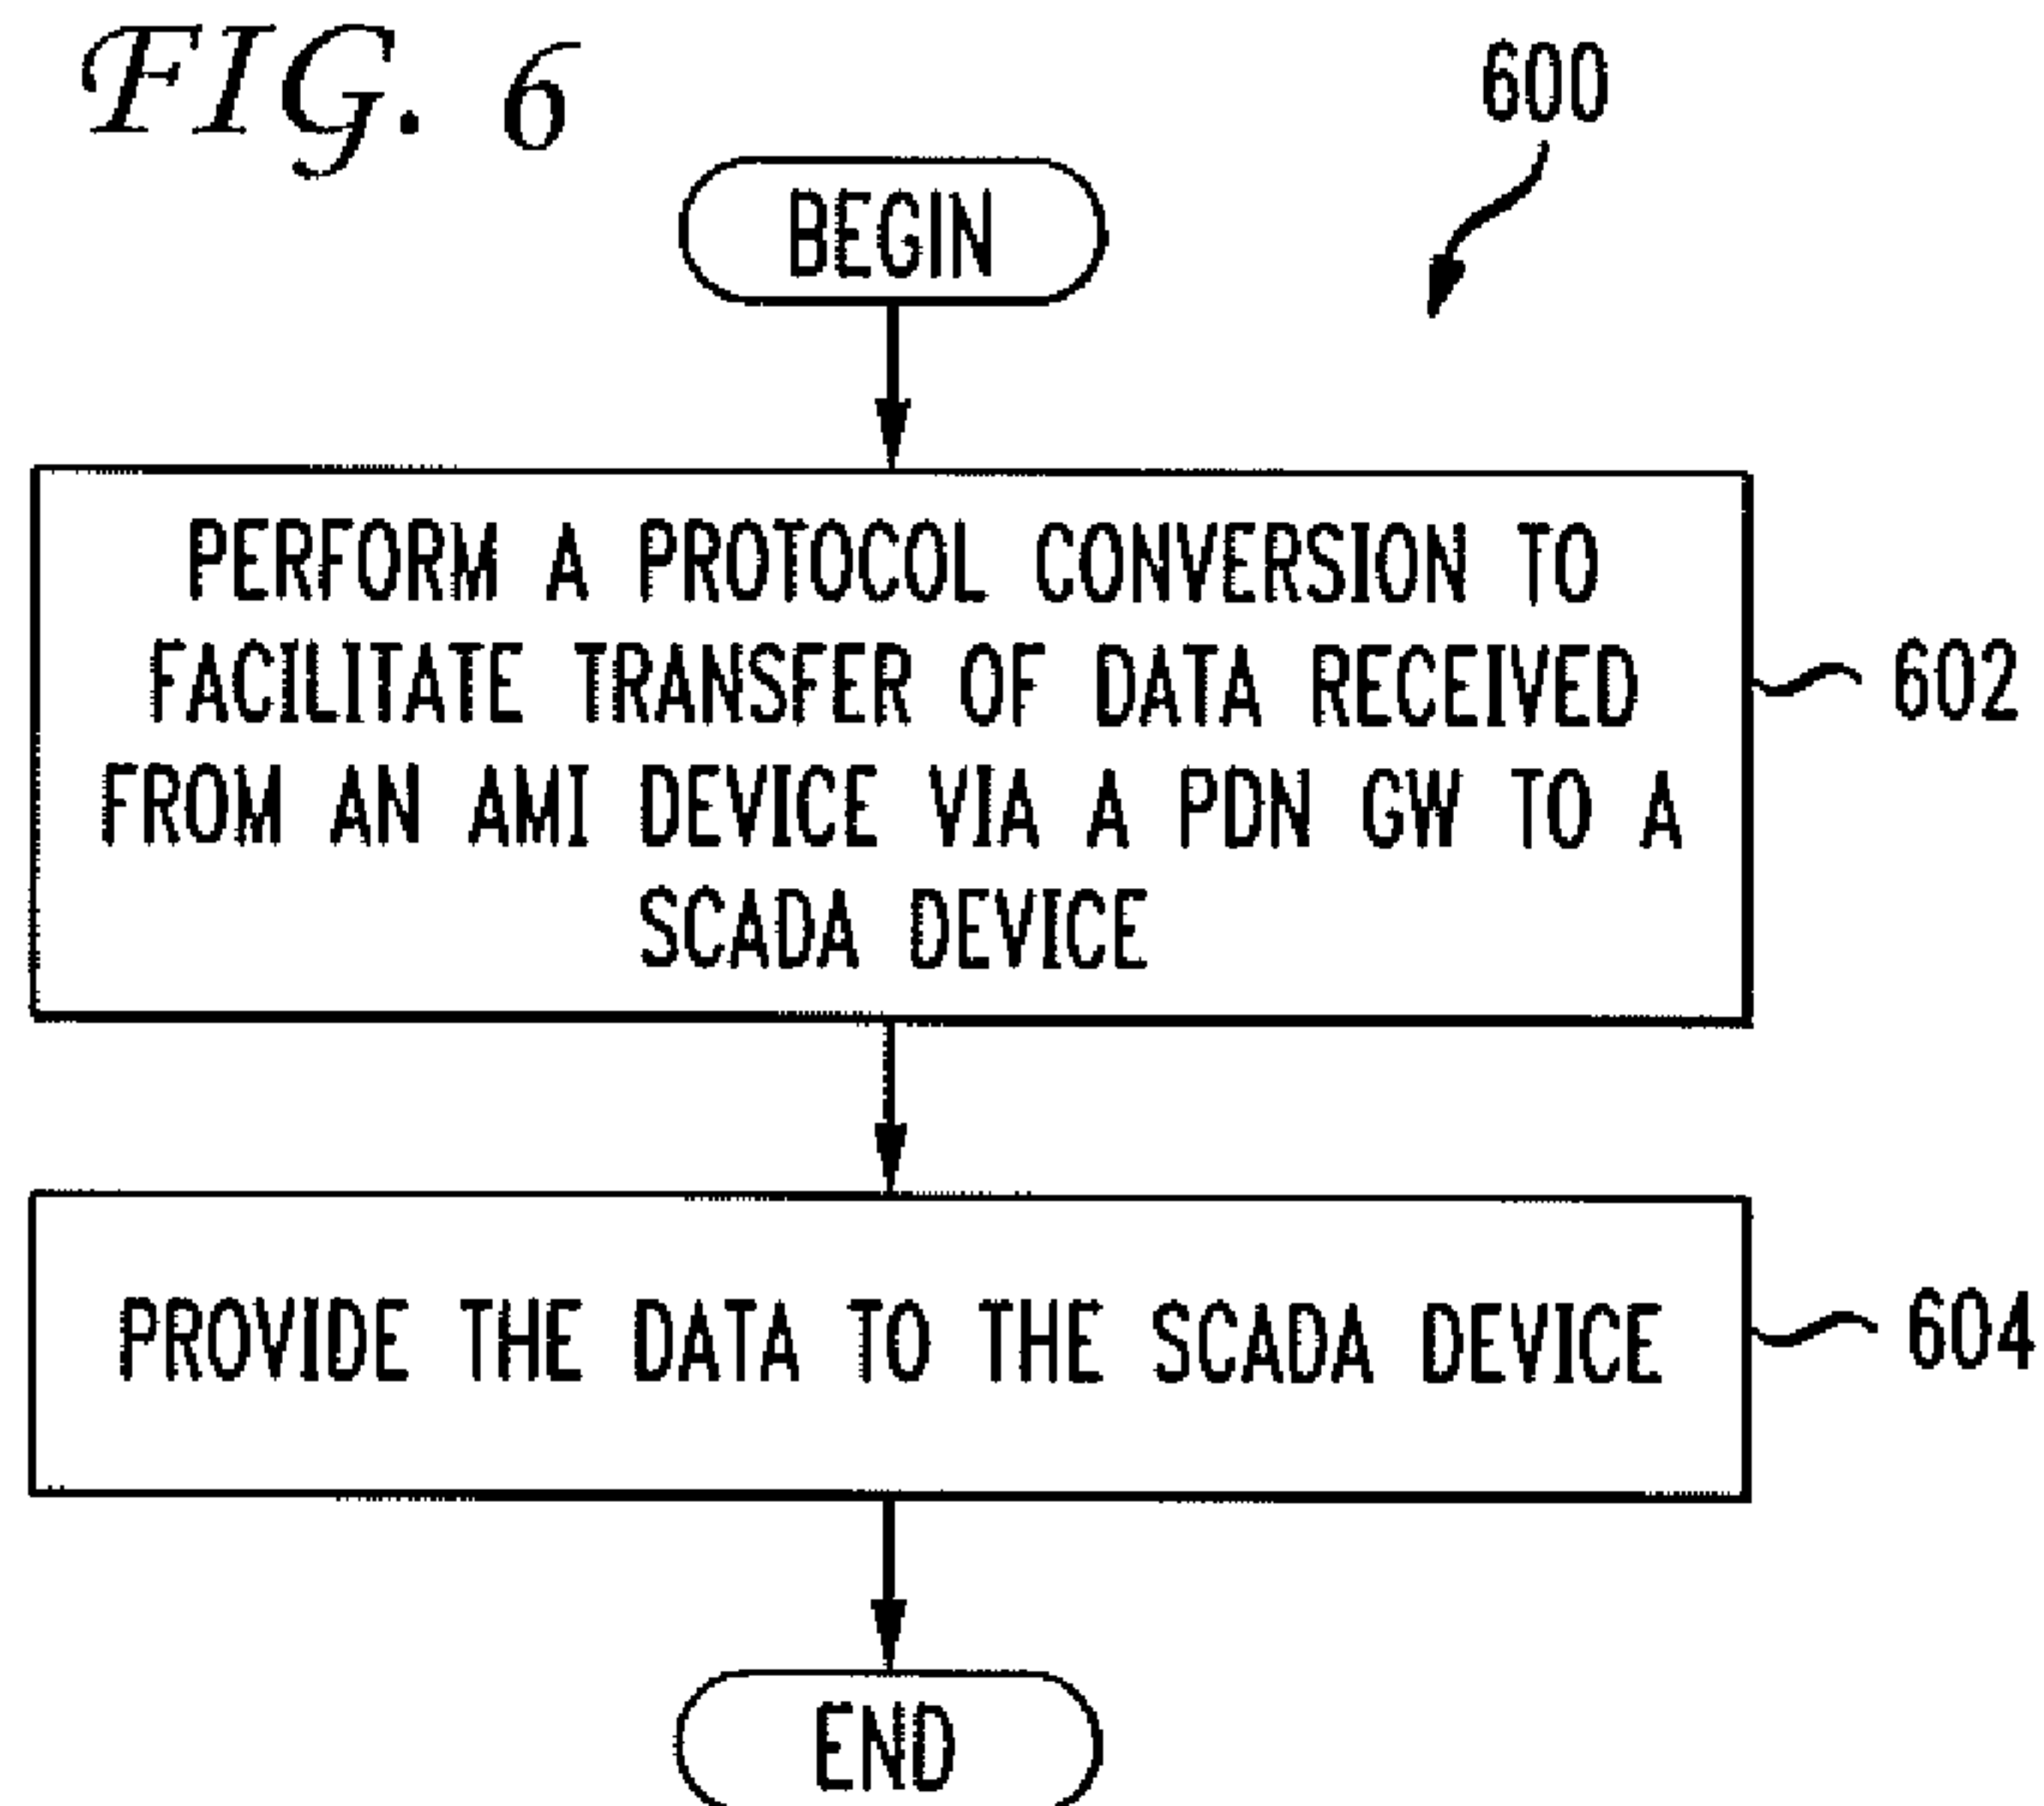 FIG. 6
600
BEGIN
PERFORM A PROTOCOL CONVERSION TO
FACILITATE TRANSFER OF DATA RECEIVED
FROM AN AMI DEVICE VIA A PDN GW TO A
SCADA DEVICE
602
PROVIDE THE DATA TO THE SCADA DEVICE
604
END